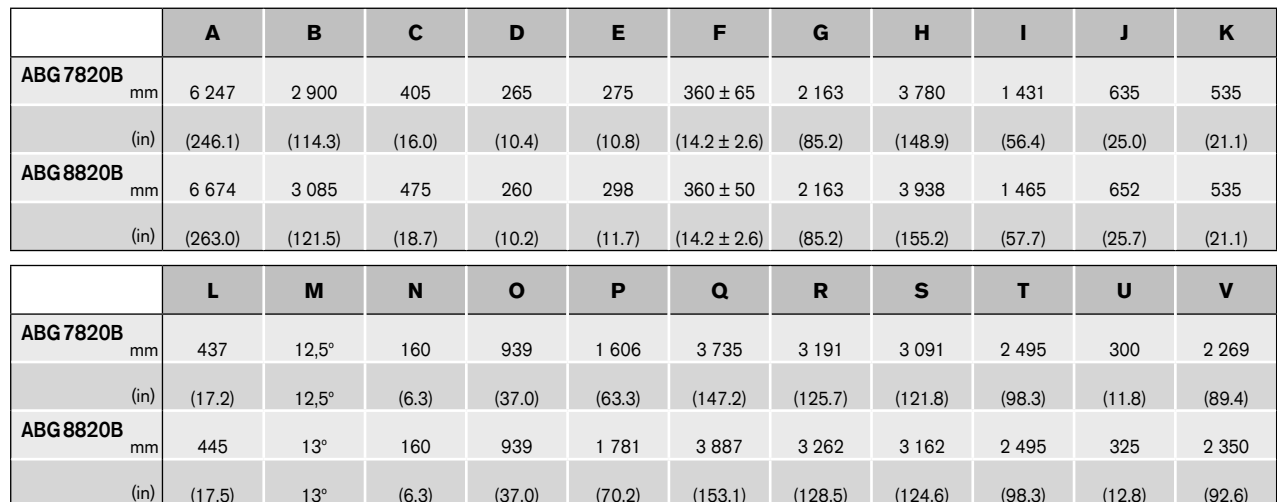 A B C D E F G H I J K
ABG7820B mm 6 247 2 900 405 265 275 360 ± 65 2 163 3 780 1 431 635 535
(in) (246.1) (114.3) (16.0) (10.4) (10.8) (14.2 ± 2.6) (85.2) (148.9) (56.4) (25.0) (21.1)
ABG8820B mm 6 674 3 085 475 260 298 360 ± 50 2 163 3 938 1 465 652 535
(in) (263.0) (121.5) (18.7) (10.2) (11.7) (14.2 ± 2.6) (85.2) (155.2) (57.7) (25.7) (21.1)
L M N O P Q R S T U V
ABG7820B mm 437 12,5° 160 939 1 606 3 735 3 191 3 091 2 495 300 2 269
(in) (17.2) 12,5° (6.3) (37.0) (63.3) (147.2) (125.7) (121.8) (98.3) (11.8) (89.4)
ABG8820B mm 445 13° 160 939 1 781 3 887 3 262 3 162 2 495 325 2 350
(in) (17.5) 13° (6.3) (37.0) (70.2) (153.1) (128.5) (124.6) (98.3) (12.8) (92.6)